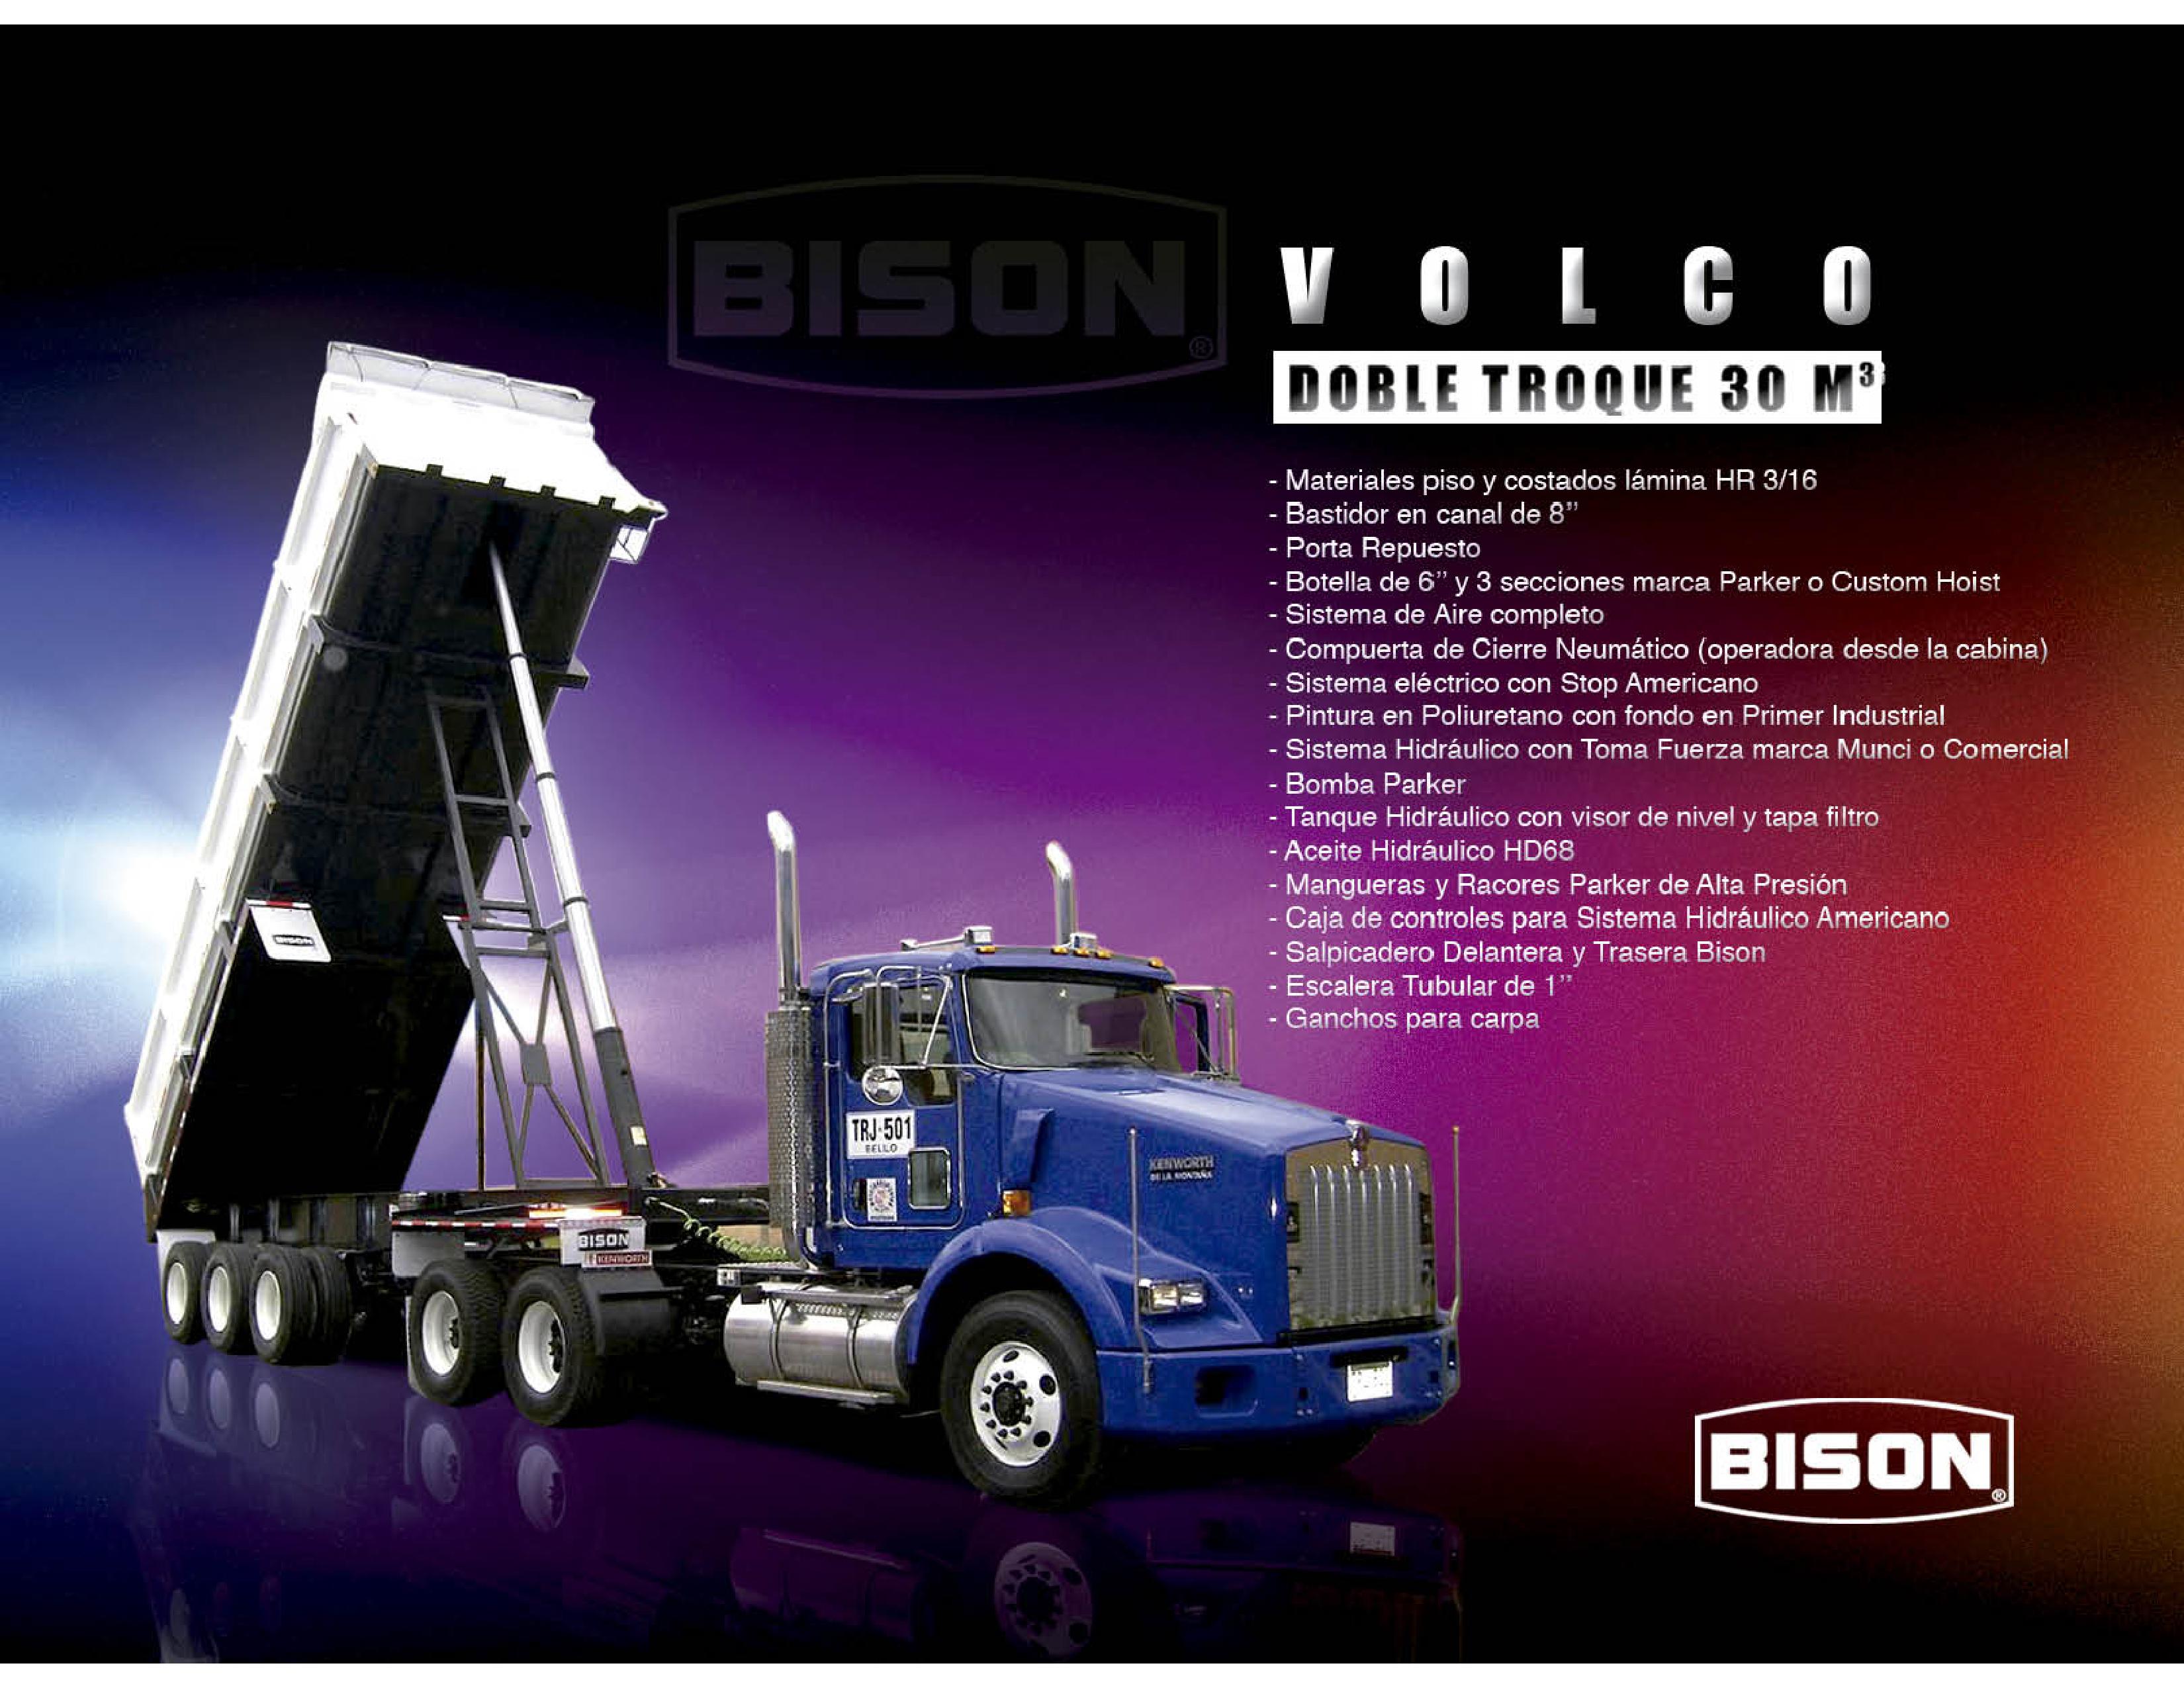 BISON
®
V O L C O
DOBLE TROQUE 30 M³
- Materiales piso y costados lámina HR 3/16
- Bastidor en canal de 8”
- Porta Repuesto
- Botella de 6” y 3 secciones marca Parker o Custom Hoist
- Sistema de Aire completo
- Compuerta de Cierre Neumático (operadora desde la cabina)
- Sistema eléctrico con Stop Americano
- Pintura en Poliuretano con fondo en Primer Industrial
- Sistema Hidráulico con Toma Fuerza marca Munci o Comercial
- Bomba Parker
- Tanque Hidráulico con visor de nivel y tapa filtro
- Aceite Hidráulico HD68
- Mangueras y Racores Parker de Alta Presión
- Caja de controles para Sistema Hidráulico Americano
- Salpicadero Delantera y Trasera Bison
- Escalera Tubular de 1”
- Ganchos para carpa
BISON
TRJ-501
BELLO
KENWORTH
DE LA MONTAÑA
BISON
KENWORTH
BISON
®